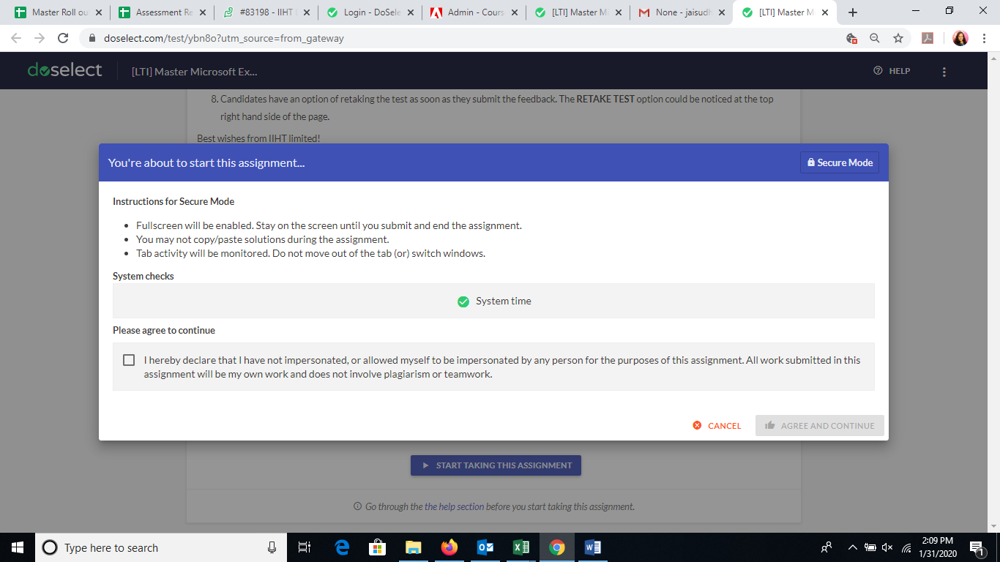 Master Roll ou
Assessment Re
#83198 - IIHT
Login - DoSele
Admin - Cours
[LTI] Master Mi
None - jaisudh
[LTI] Master M
doselect.com/test/ybn8o?utm_source=from_gateway
doselect
[LTI] Master Microsoft Ex...
HELP
8. Candidates have an option of retaking the test as soon as they submit the feedback. The RETAKE TEST option could be noticed at the top
right hand side of the page.
Best wishes from IIHT limited!
You're about to start this assignment...
Secure Mode
Instructions for Secure Mode
• Fullscreen will be enabled. Stay on the screen until you submit and end the assignment.
• You may not copy/paste solutions during the assignment.
• Tab activity will be monitored. Do not move out of the tab (or) switch windows.
System checks
System time
Please agree to continue
I hereby declare that I have not impersonated, or allowed myself to be impersonated by any person for the purposes of this assignment. All work submitted in this
assignment will be my own work and does not involve plagiarism or teamwork.
CANCEL
AGREE AND CONTINUE
START TAKING THIS ASSIGNMENT
Go through the the help section before you start taking this assignment.
Type here to search
2:09 PM
1/31/2020
1